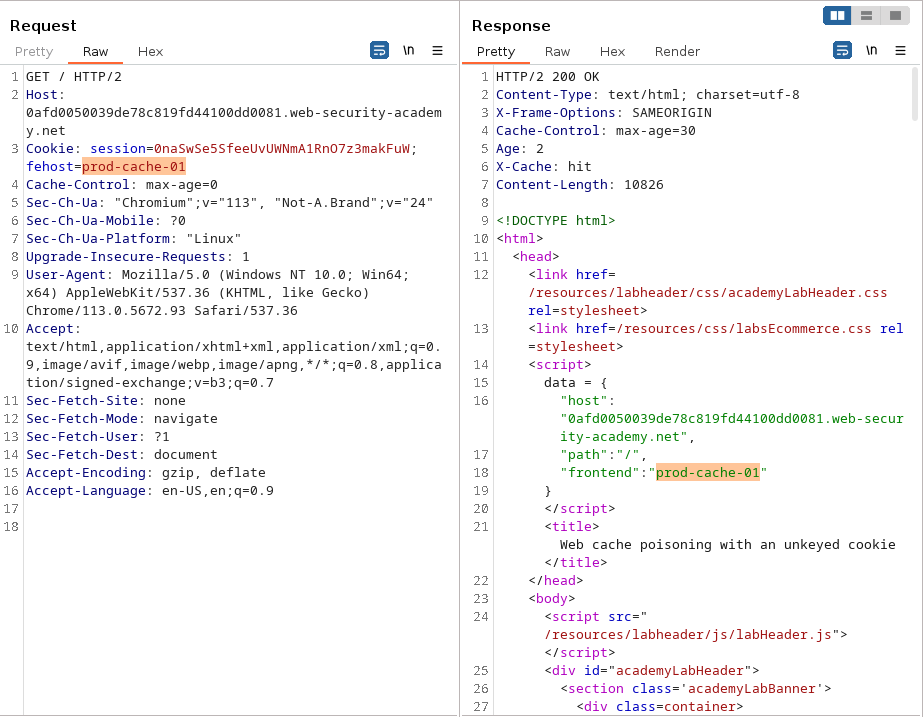 Request
Pretty Raw Hex \n
1 GET / HTTP/2
2 Host:
0afd0050039de78c819fd44100dd0081.web-security-academ
y.net
3 Cookie: session=0naSwSe5SfeeUvUWNmA1RnO7z3makFuW;
fehost=prod-cache-01
4 Cache-Control: max-age=0
5 Sec-Ch-Ua: "Chromium";v="113", "Not-A.Brand";v="24"
6 Sec-Ch-Ua-Mobile: ?0
7 Sec-Ch-Ua-Platform: "Linux"
8 Upgrade-Insecure-Requests: 1
9 User-Agent: Mozilla/5.0 (Windows NT 10.0; Win64;
x64) AppleWebKit/537.36 (KHTML, like Gecko)
Chrome/113.0.5672.93 Safari/537.36
10 Accept:
text/html,application/xhtml+xml,application/xml;q=0.
9,image/avif,image/webp,image/apng,*/*;q=0.8,applica
tion/signed-exchange;v=b3;q=0.7
11 Sec-Fetch-Site: none
12 Sec-Fetch-Mode: navigate
13 Sec-Fetch-User: ?1
14 Sec-Fetch-Dest: document
15 Accept-Encoding: gzip, deflate
16 Accept-Language: en-US,en;q=0.9
17
18
Response
Pretty Raw Hex Render \n
1 HTTP/2 200 OK
2 Content-Type: text/html; charset=utf-8
3 X-Frame-Options: SAMEORIGIN
4 Cache-Control: max-age=30
5 Age: 2
6 X-Cache: hit
7 Content-Length: 10826
8
9 <!DOCTYPE html>
10 <html>
11 <head>
12 <link href=
/resources/labheader/css/academyLabHeader.css
rel=stylesheet>
13 <link href=/resources/css/labsEcommerce.css rel
=stylesheet>
14 <script>
15 data = {
16 "host":
"0afd0050039de78c819fd44100dd0081.web-secur
ity-academy.net",
17 "path":"/",
18 "frontend":"prod-cache-01"
19 }
20 </script>
21 <title>
Web cache poisoning with an unkeyed cookie
</title>
22 </head>
23 <body>
24 <script src="
/resources/labheader/js/labHeader.js">
</script>
25 <div id="academyLabHeader">
26 <section class='academyLabBanner'>
27 <div class=container>